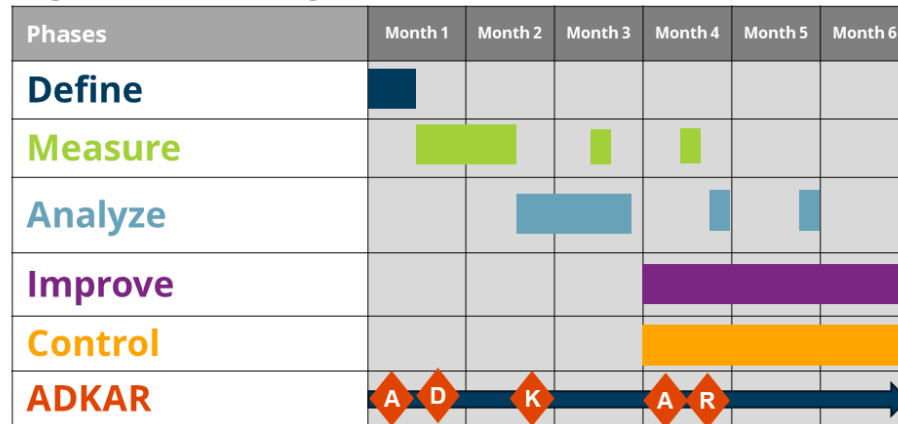 Phases Month 1 Month 2 Month 3 Month 4 Month 5 Month 6
Define
Measure
Analyze
Improve
Control
ADKAR A D K A R